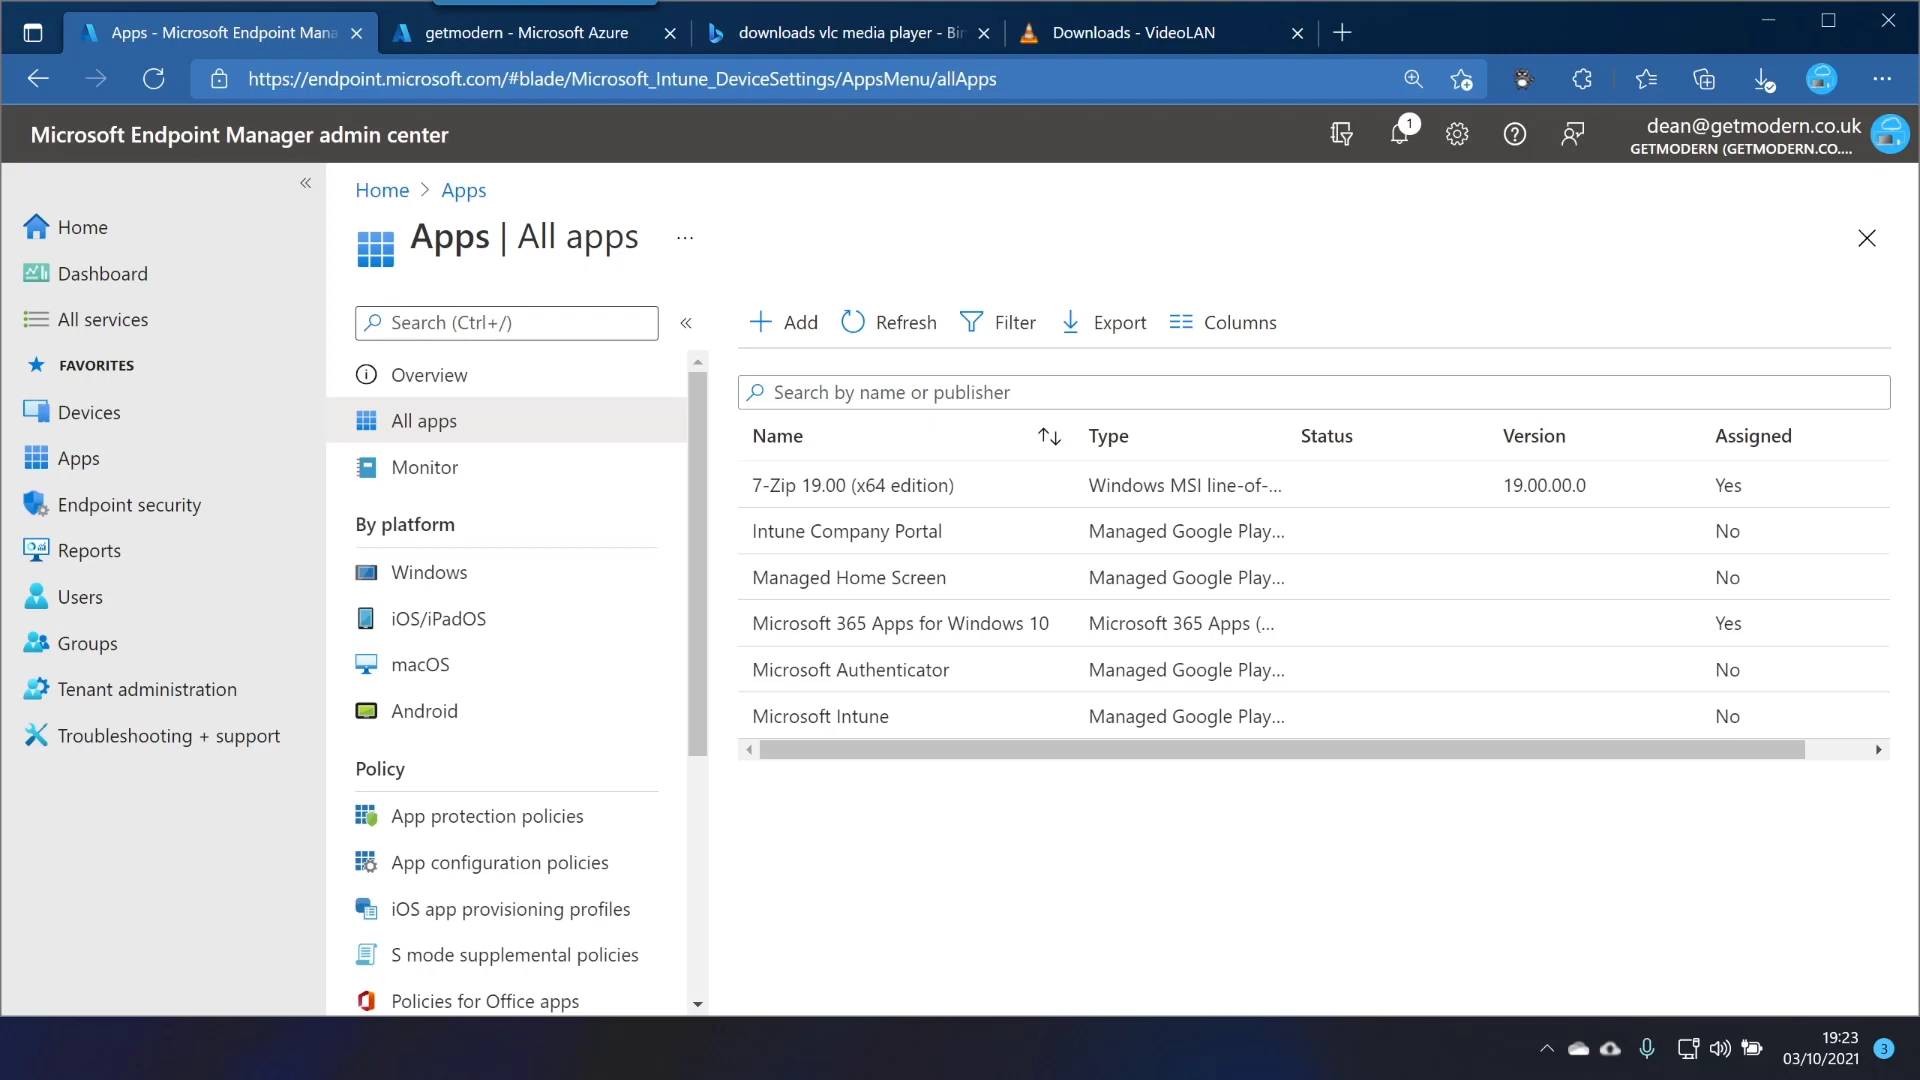 Apps - Microsoft Endpoint Mana
getmodern - Microsoft Azure
downloads vlc media player - Bin
Downloads - VideoLAN
https://endpoint.microsoft.com/#blade/Microsoft_Intune_DeviceSettings/AppsMenu/allApps
Microsoft Endpoint Manager admin center
1
dean@getmodern.co.uk
GETMODERN (GETMODERN.CO....
Home
Dashboard
All services
FAVORITES
Devices
Apps
Endpoint security
Reports
Users
Groups
Tenant administration
Troubleshooting + support
Home > Apps
Apps | All apps
...
Search (Ctrl+/)
Overview
All apps
Monitor
By platform
Windows
iOS/iPadOS
macOS
Android
Policy
App protection policies
App configuration policies
iOS app provisioning profiles
S mode supplemental policies
Policies for Office apps
Add Refresh Filter Export Columns
Search by name or publisher
Name Type Status Version Assigned
7-Zip 19.00 (x64 edition) Windows MSI line-of-... 19.00.00.0 Yes
Intune Company Portal Managed Google Play... No
Managed Home Screen Managed Google Play... No
Microsoft 365 Apps for Windows 10 Microsoft 365 Apps (... Yes
Microsoft Authenticator Managed Google Play... No
Microsoft Intune Managed Google Play... No
19:23
03/10/2021
3